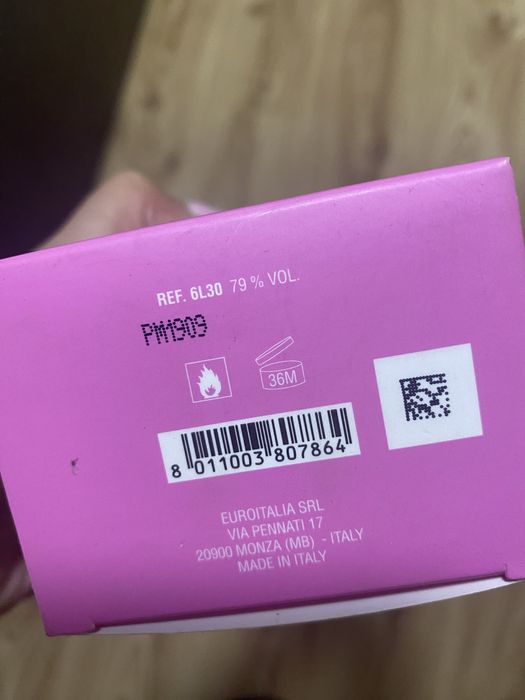 REF. 6L30 79 % VOL.
PM1909
36M
8 011003 807864
EUROITALIA SRL
VIA PENNATI 17
20900 MONZA (MB) - ITALY
MADE IN ITALY